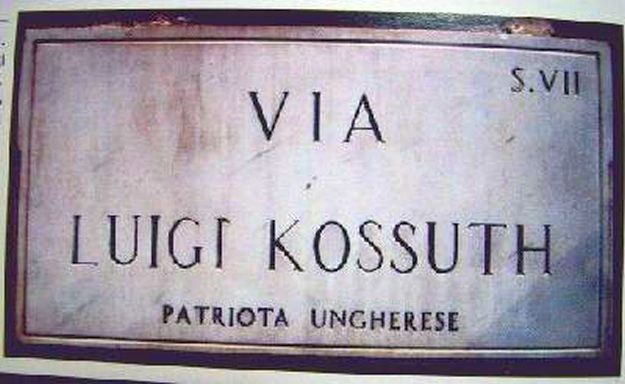 S.VII
VIA
LUIGI KOSSUTH
PATRIOTA UNGHERESE